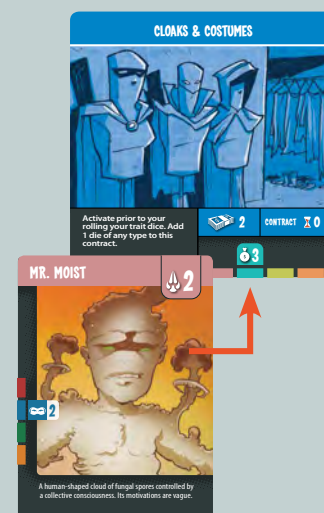 CLOAKS & COSTUMES
Activate prior to your
rolling your trait dice. Add
1 die of any type to this
contract.
2
CONTRACT 0
3
MR. MOIST
2
2
A human-shaped cloud of fungal spores controlled by
a collective consciousness. Its motivations are vague.